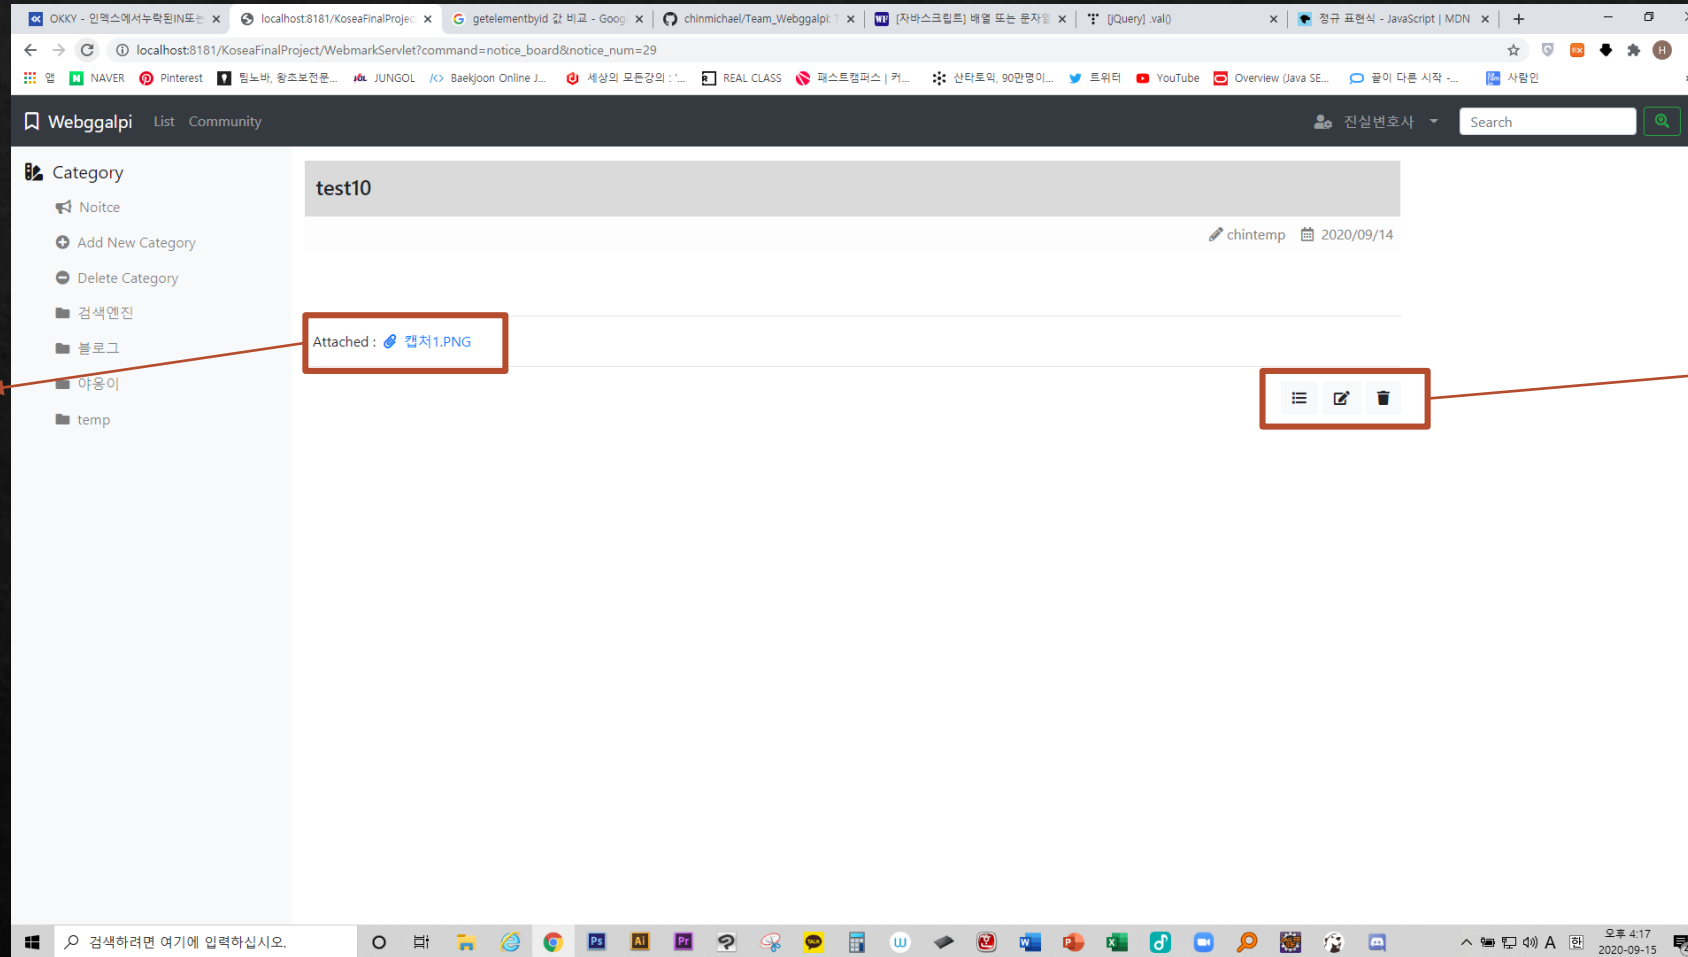 OKKY - 인덱스에서누락된IN또는
localhost:8181/KoseaFinalProjec
getelementbyid 값 비교 - Goog
chinmichael/Team_Webggalpi: T
[자바스크립트] 배열 또는 문자열
[jQuery] .val()
정규 표현식 - JavaScript | MDN
localhost:8181/KoseaFinalProject/WebmarkServlet?command=notice_board&notice_num=29
앱 NAVER Pinterest 팀노바, 왕초보전문... JUNGOL Baekjoon Online J... 세상의 모든강의 : '... REAL CLASS 패스트캠퍼스 | 커... 산타토익, 90만명이... 트위터 YouTube Overview (Java SE... 끝이 다른 시작 -... 사람인
Webggalpi List Community 진실변호사 Search
Category
Noitce
Add New Category
Delete Category
검색엔진
블로그
야옹이
temp
test10
chintemp 2020/09/14
Attached : 캡처1.PNG
검색하려면 여기에 입력하십시오.
A 한 오후 4:17
2020-09-15